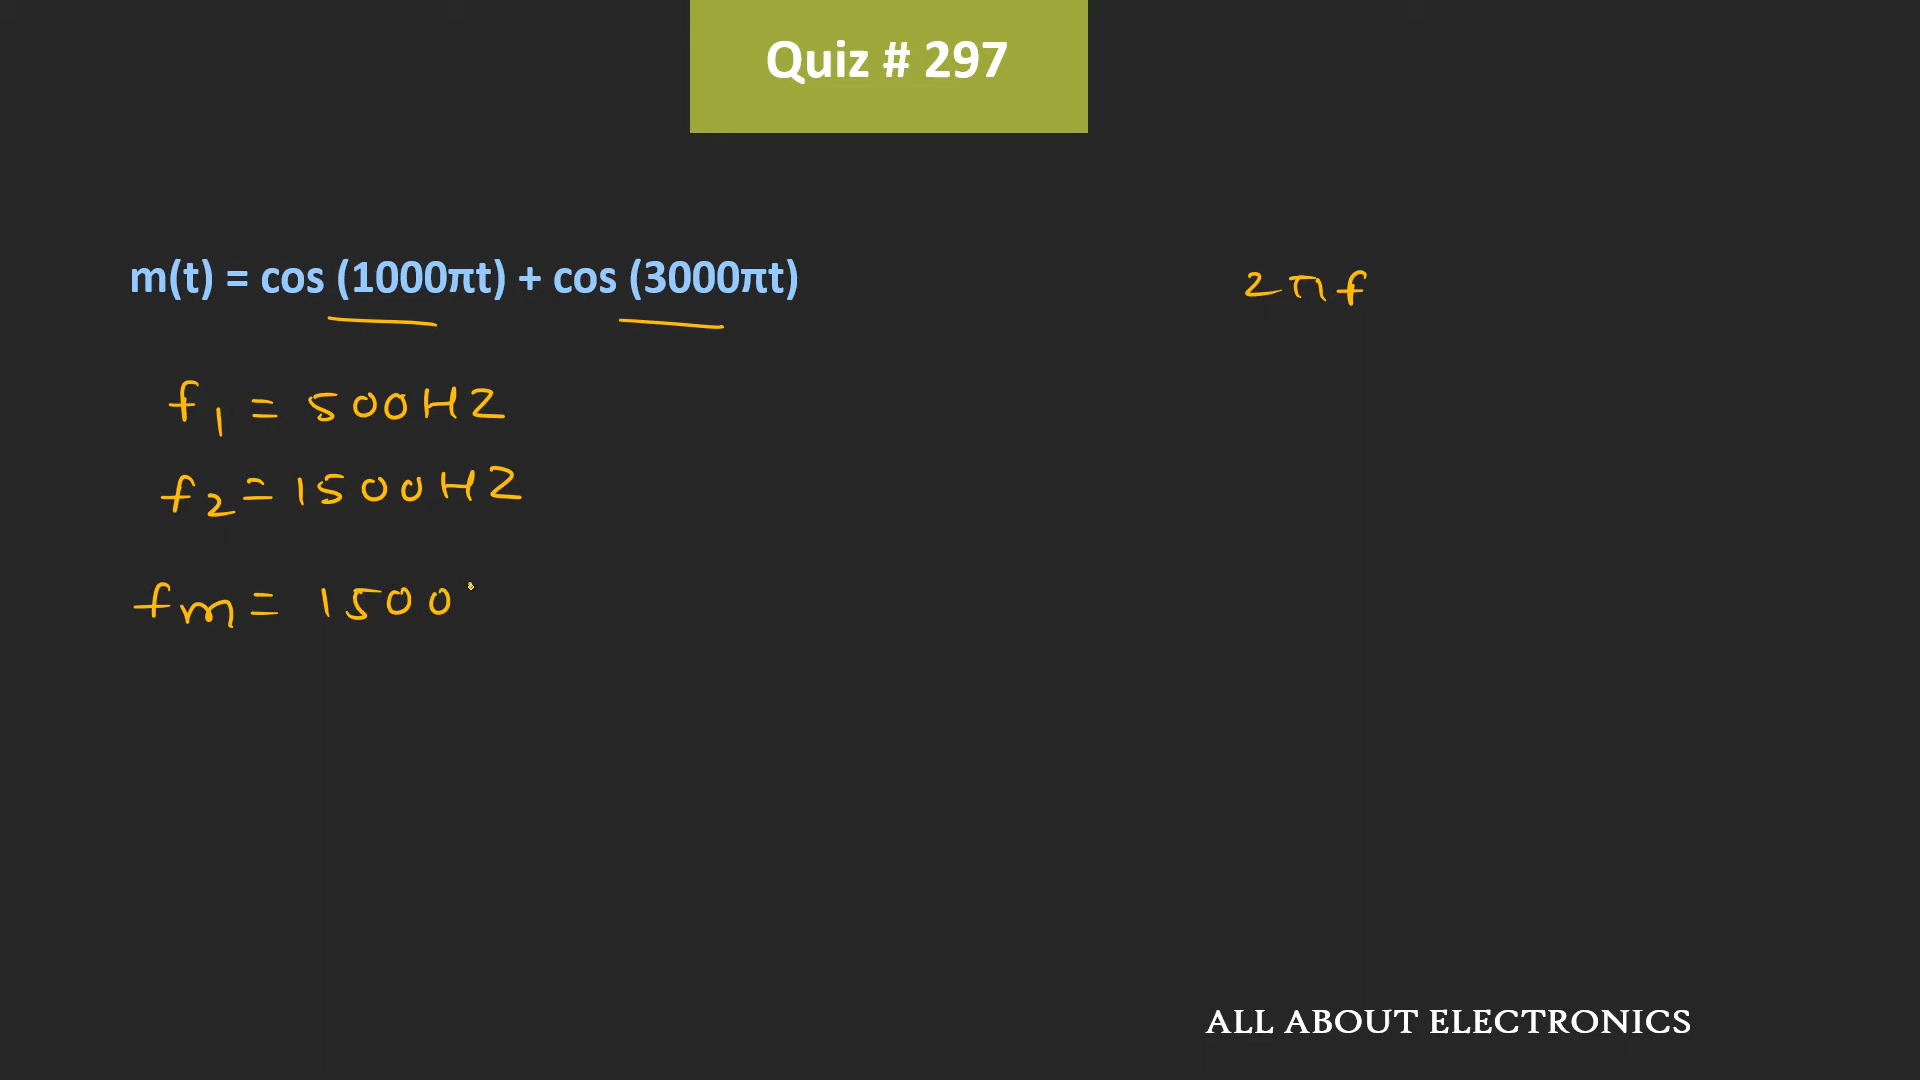 Quiz # 297
m(t) = cos (1000πt) + cos (3000πt)
2πf
f1 = 500HZ
f2 = 1500HZ
fm = 1500
ALL ABOUT ELECTRONICS